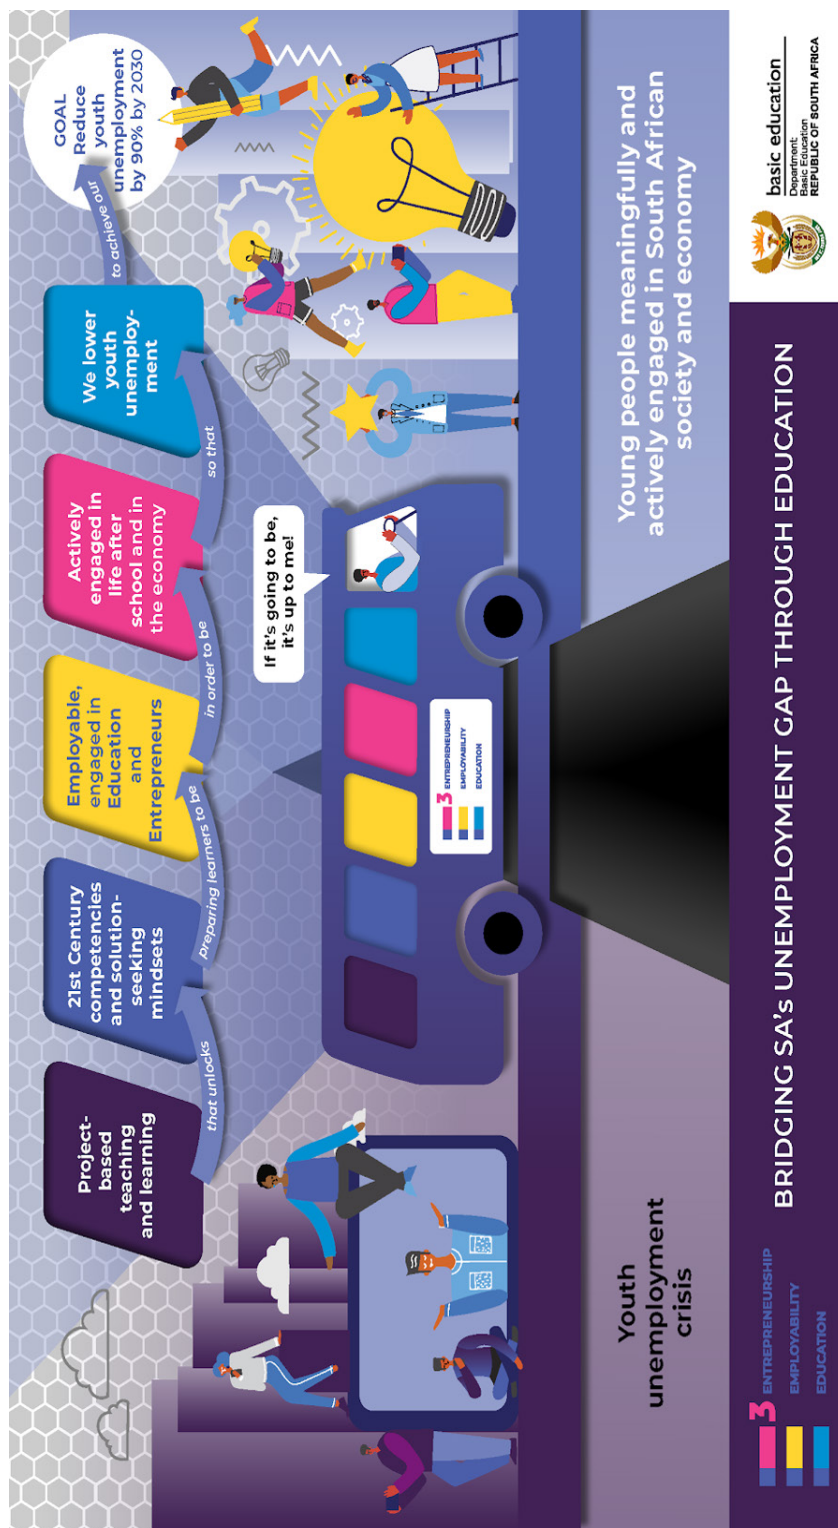 Project-
based
teaching
and learning
that unlocks
21st Century
competencies
and solution-
seeking
mindsets
preparing learners to be
Employable,
engaged in
Education
and
Entrepreneurs
in order to be
Actively
engaged in
life after
school and in
the economy
so that
We lower
youth
unemploy-
ment
to achieve our
GOAL
Reduce
youth
unemployment
by 90% by 2030
If it's going to be,
it's up to me!
3 ENTREPRENEURSHIP
EMPLOYABILITY
EDUCATION
Youth
unemployment
crisis
Young people meaningfully and
actively engaged in South African
society and economy
3 ENTREPRENEURSHIP
EMPLOYABILITY
EDUCATION
BRIDGING SA's UNEMPLOYMENT GAP THROUGH EDUCATION
basic education
Department:
Basic Education
REPUBLIC OF SOUTH AFRICA